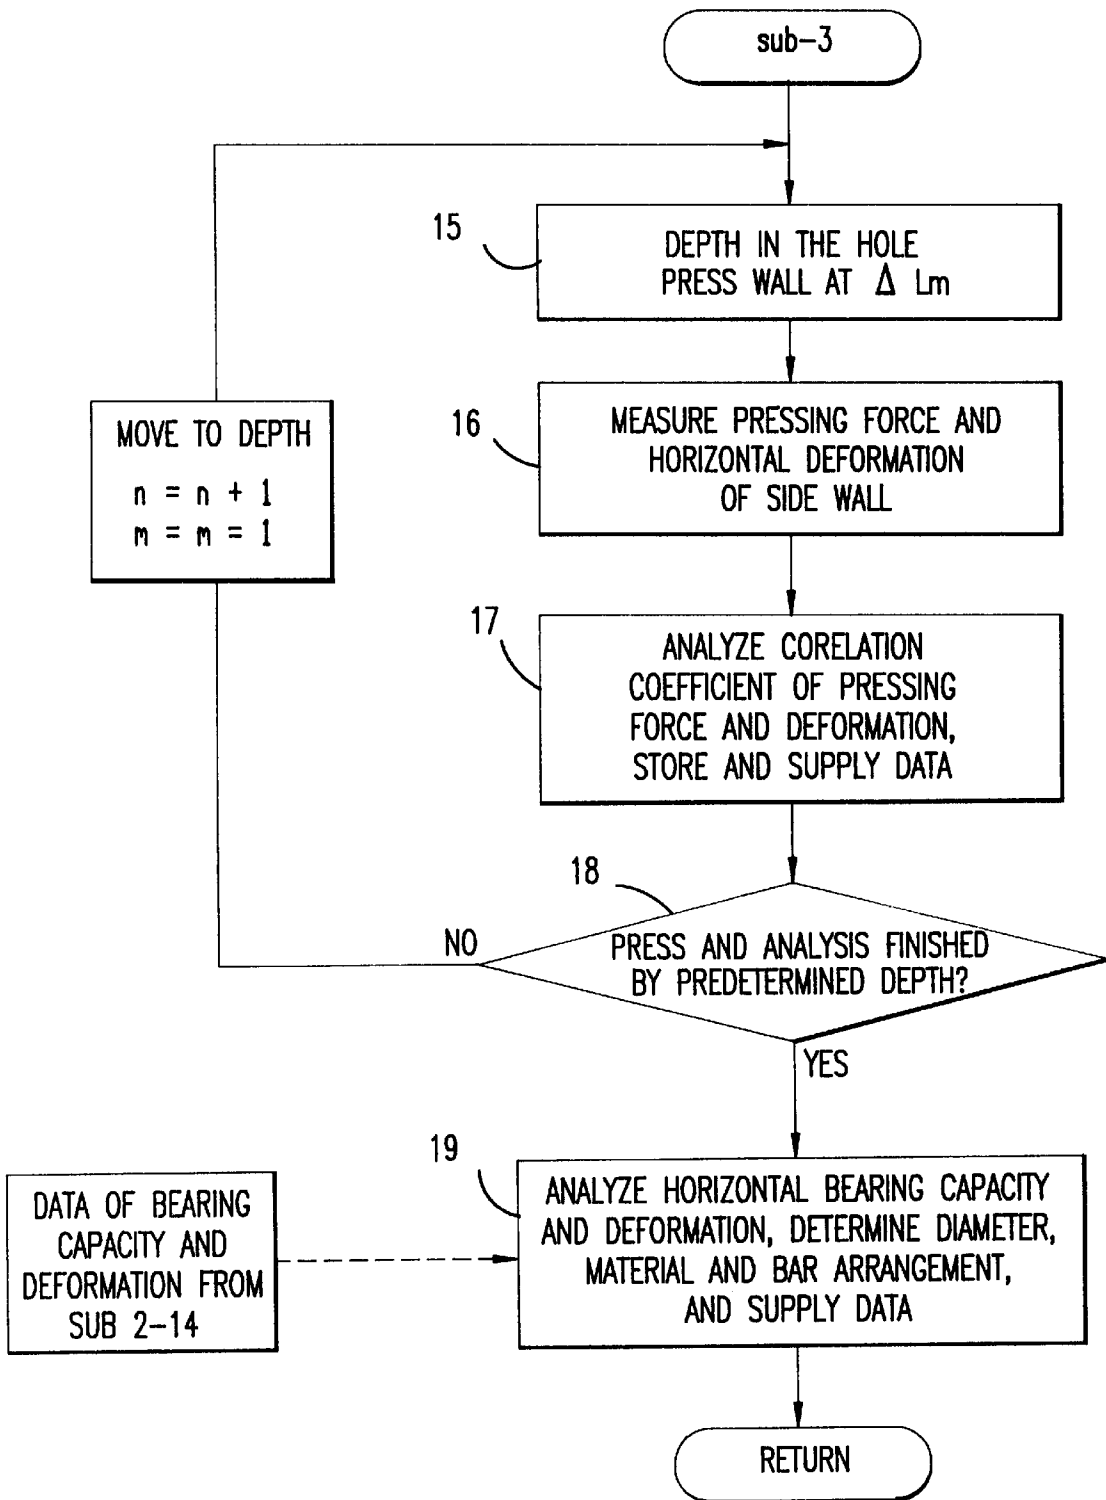 sub-3
15
DEPTH IN THE HOLE
PRESS WALL AT Δ Lm
16
MEASURE PRESSING FORCE AND
HORIZONTAL DEFORMATION
OF SIDE WALL
MOVE TO DEPTH
n = n + 1
m = m = 1
17
ANALYZE CORELATION
COEFFICIENT OF PRESSING
FORCE AND DEFORMATION,
STORE AND SUPPLY DATA
18
NO
PRESS AND ANALYSIS FINISHED
BY PREDETERMINED DEPTH?
YES
19
ANALYZE HORIZONTAL BEARING CAPACITY
AND DEFORMATION, DETERMINE DIAMETER,
MATERIAL AND BAR ARRANGEMENT,
AND SUPPLY DATA
DATA OF BEARING
CAPACITY AND
DEFORMATION FROM
SUB 2-14
RETURN